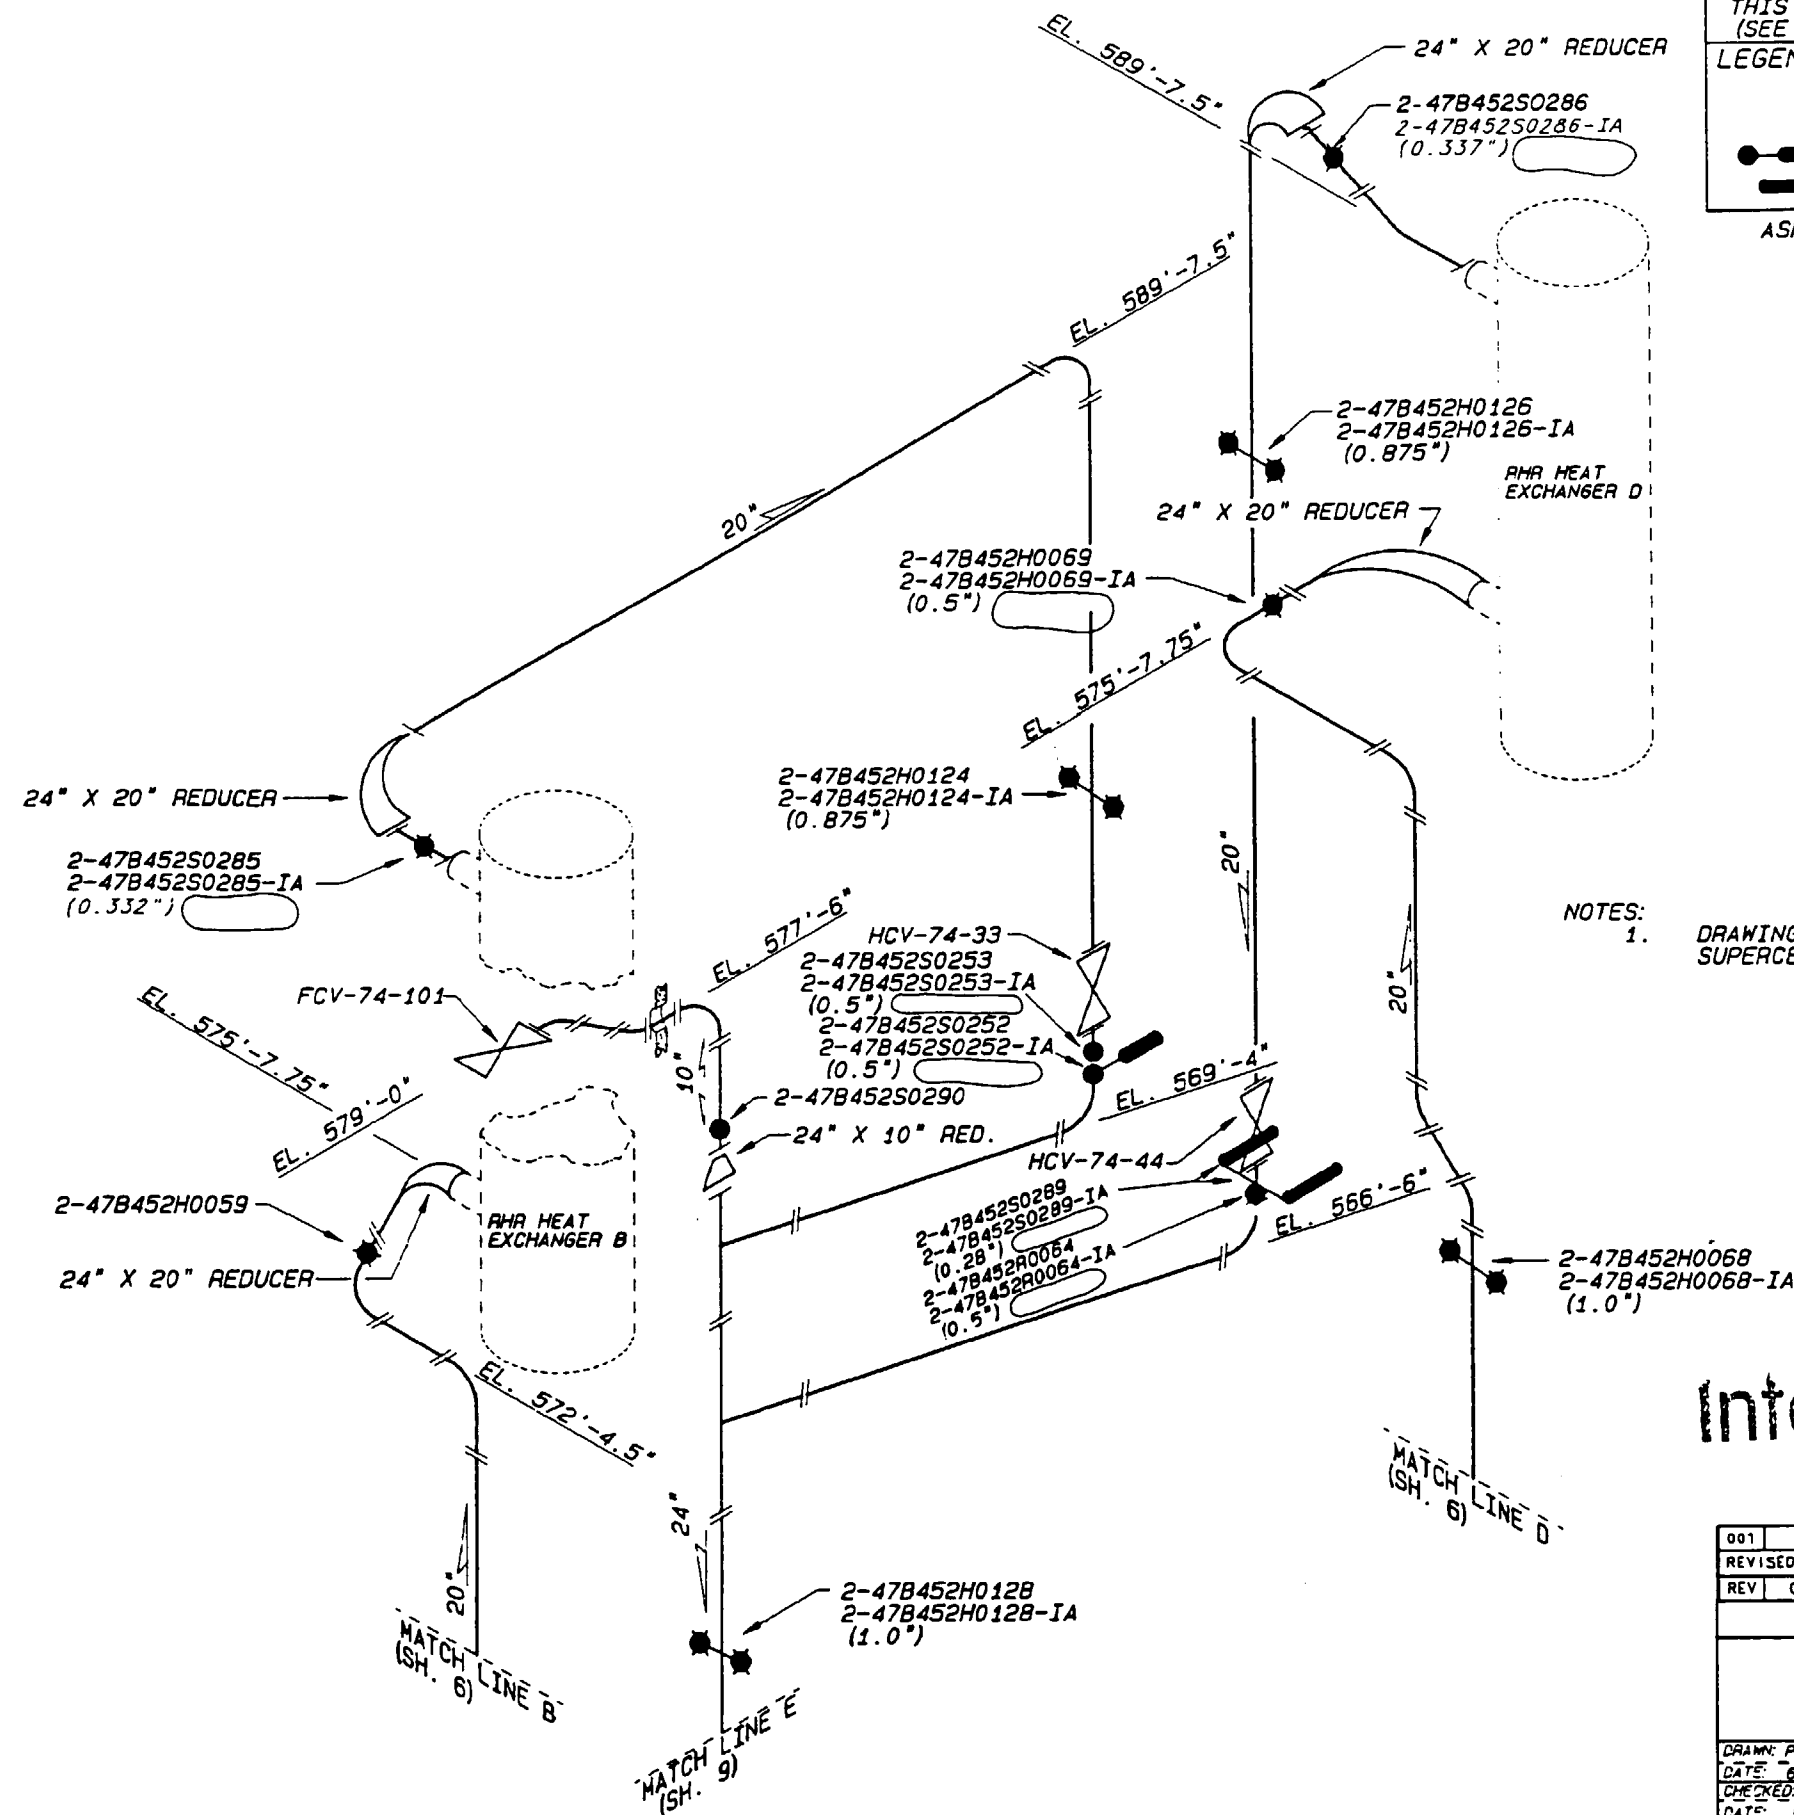 THIS
(SEE
LEGEN
EL. 589'-7.5"
24" X 20" REDUCER
2-47B452S0286
2-47B452S0286-IA
(0.337")
EL. 589'-7.5"
2-47B452H0126
2-47B452H0126-IA
(0.875")
RHR HEAT
EXCHANGER D
24" X 20" REDUCER
20"
2-47B452H0069
2-47B452H0069-IA
(0.5")
EL. 575'-7.75"
2-47B452H0124
2-47B452H0124-IA
(0.875")
24" X 20" REDUCER
2-47B452S0285
2-47B452S0285-IA
(0.332")
20"
20"
NOTES:
1. DRAWING
SUPERCE
EL. 577'-6"
HCV-74-33
2-47B452S0253
2-47B452S0253-IA
(0.5")
2-47B452S0252
2-47B452S0252-IA
(0.5")
FCV-74-101
EL. 575'-7.75"
EL. 579'-0"
10"
2-47B452S0290
24" X 10" RED.
EL. 569'-4"
HCV-74-44
2-47B452H0059
RHR HEAT
EXCHANGER B
24" X 20" REDUCER
2-47B452S0289
2-47B452S0289-IA
(0.28")
2-47B452R0064
2-47B452R0064-IA
(0.5")
EL. 566'-6"
2-47B452H0068
2-47B452H0068-IA
(1.0")
EL. 572'-4.5"
24"
20"
MATCH LINE D
(SH. 6)
2-47B452H0128
2-47B452H0128-IA
(1.0")
MATCH LINE B
(SH. 6)
MATCH LINE E
(SH. 9)
001
REVISED
REV
DRAWN:
DATE:
CHECKED:
DATE: